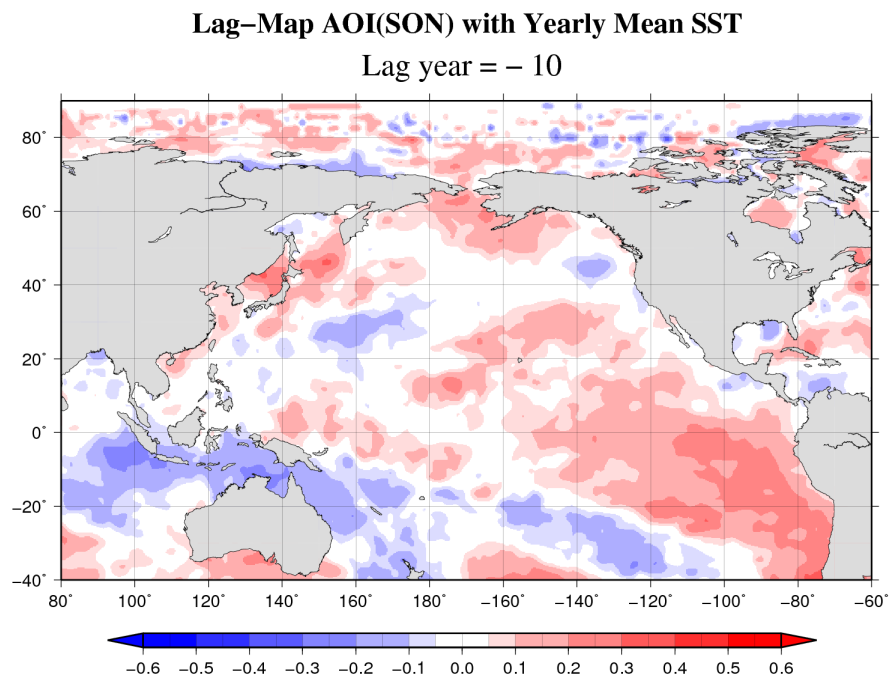 Lag−Map AOI(SON) with Yearly Mean SST
Lag year = − 10
80˚
60˚
40˚
20˚
0˚
−20˚
−40˚
80 100 120 140 160 180 −160˚ −140˚ −120˚ −100˚ −80˚ −60˚
−0.6 −0.5 −0.4 −0.3 −0.2 −0.1 0.0 0.1 0.2 0.3 0.4 0.5 0.6